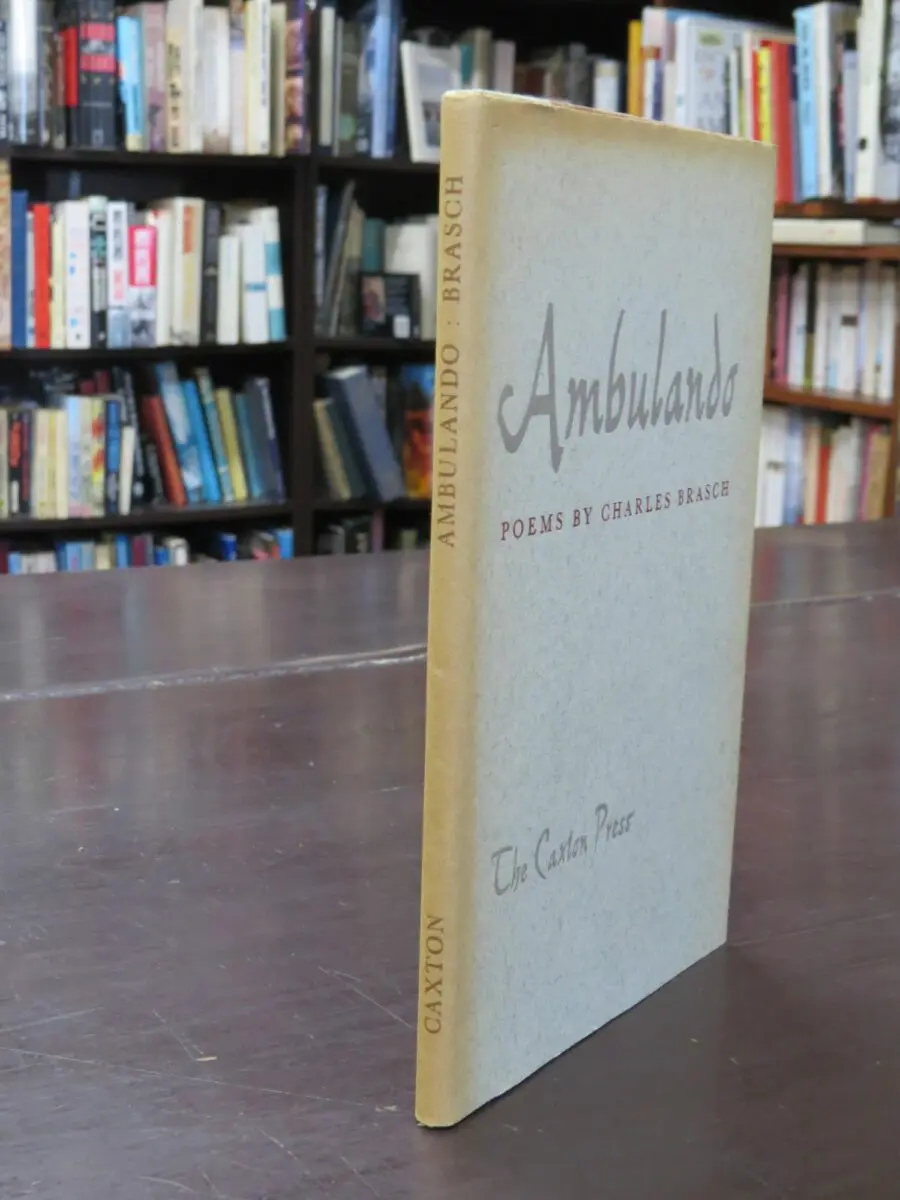 AMBULANDO : BRASCH
CAXTON
Ambulando
POEMS BY CHARLES BRASCH
The Caxton Press